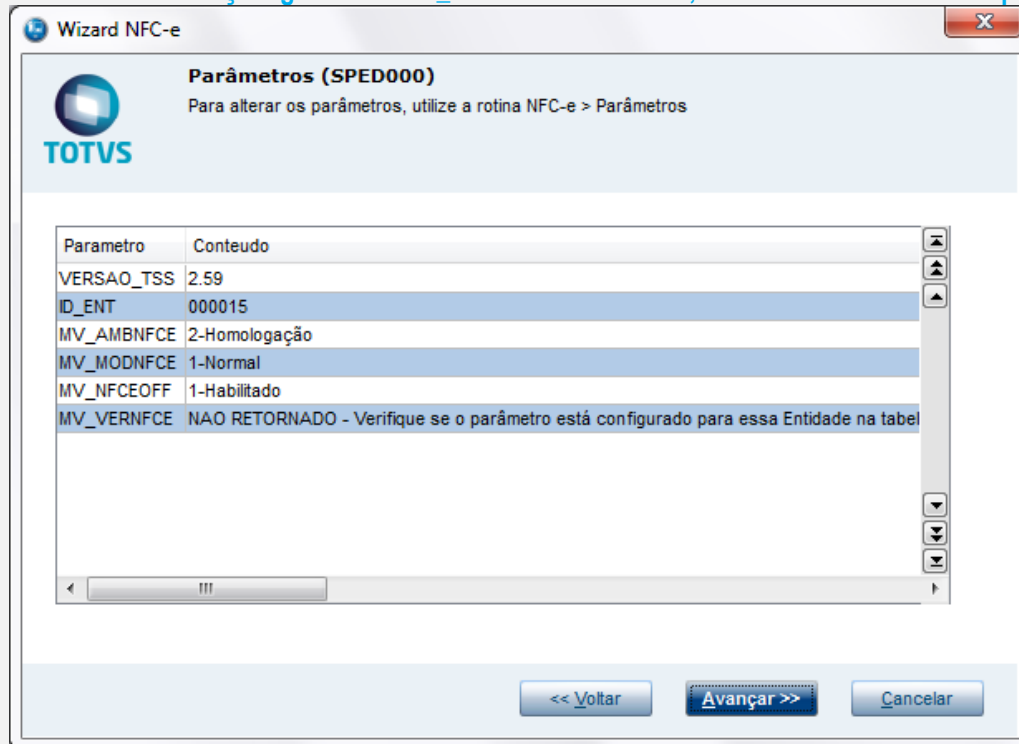 Wizard NFC-e
Parâmetros (SPED000)
Para alterar os parâmetros, utilize a rotina NFC-e > Parâmetros
TOTVS
Parametro Conteudo
VERSAO_TSS 2.59
ID_ENT 000015
MV_AMBNFCE 2-Homologação
MV_MODNFCE 1-Normal
MV_NFCEOFF 1-Habilitado
MV_VERNFCE NAO RETORNADO - Verifique se o parâmetro está configurado para essa Entidade na tabel
<< Voltar Avançar >> Cancelar